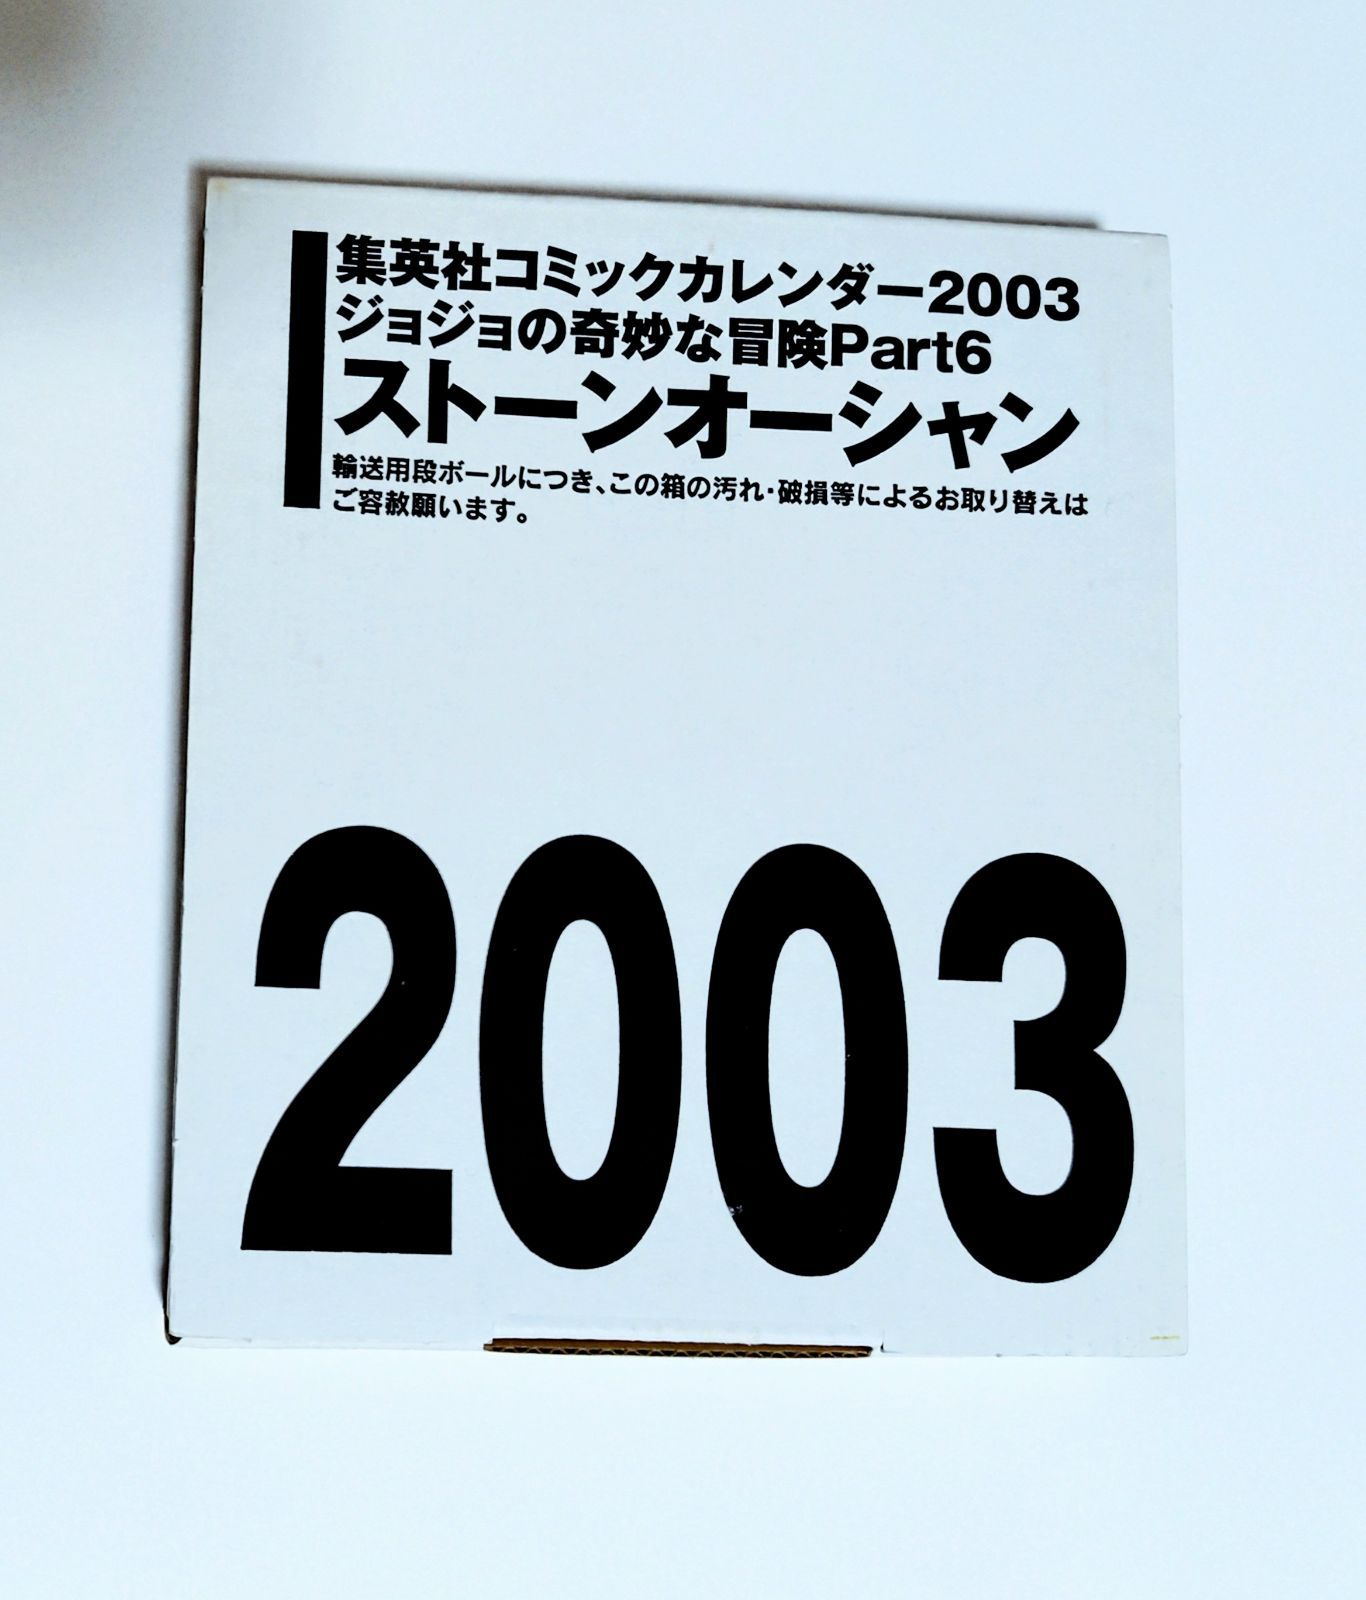 集英社コミックカレンダー2003
ジョジョの奇妙な冒険Part6
ストーンオーシャン
輸送用段ボールにつき、この箱の汚れ・破損等によるお取り替えは
ご容赦願います。
2003